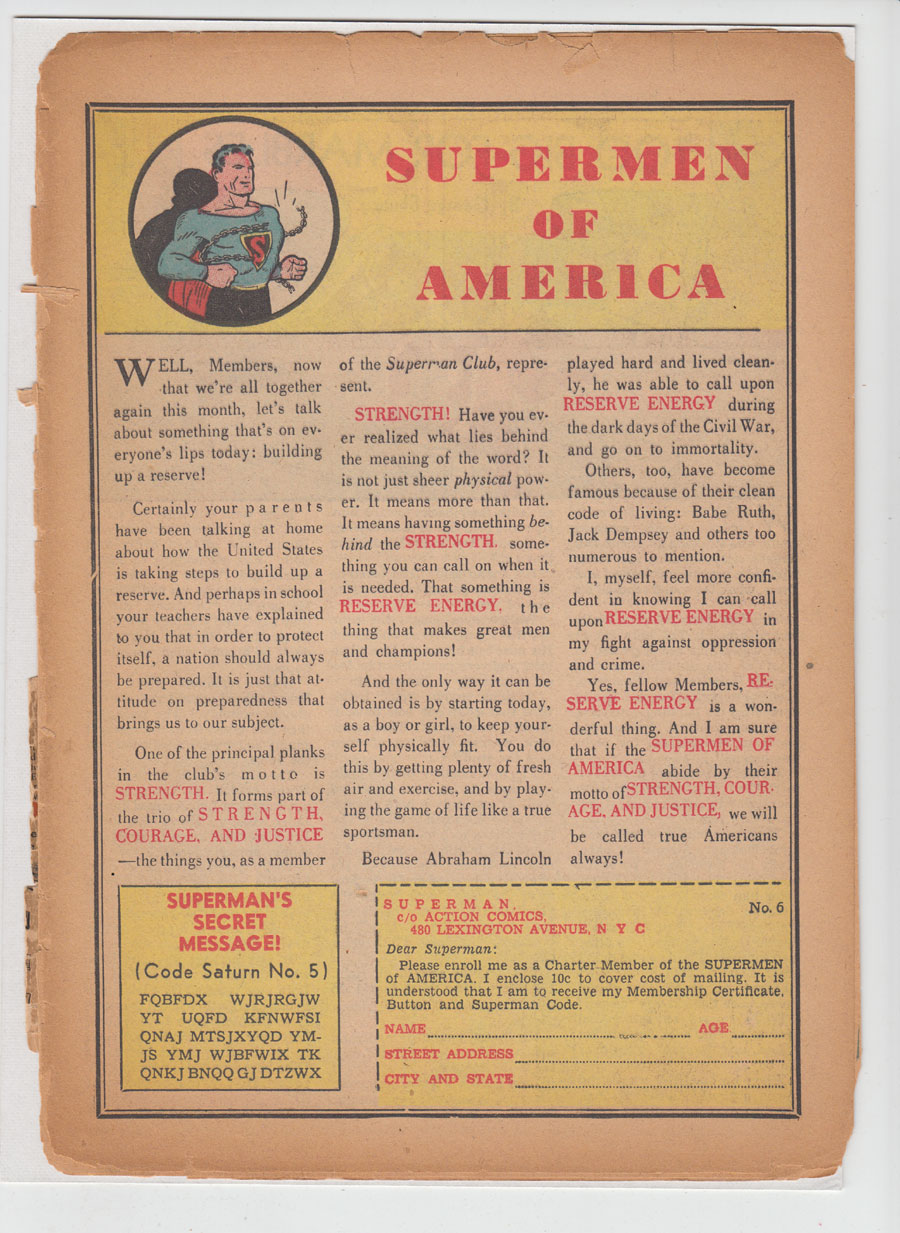 SUPERMEN
OF
AMERICA
S
WELL, Members, now
that we're all together
again this month, let's talk
about something that's on ev-
eryone's lips today: building
up a reserve!
Certainly your parents
have been talking at home
about how the United States
is taking steps to build up a
reserve. And perhaps in school
your teachers have explained
to you that in order to protect
itself, a nation should always
be prepared. It is just that at-
titude on preparedness that
brings us to our subject.
One of the principal planks
in the club's motto is
STRENGTH. It forms part of
the trio of STRENGTH,
COURAGE, AND JUSTICE
—the things you, as a member
of the Superman Club, repre-
sent.
STRENGTH! Have you ev-
er realized what lies behind
the meaning of the word? It
is not just sheer physical pow-
er. It means more than that.
It means having something be-
hind the STRENGTH, some-
thing you can call on when it
is needed. That something is
RESERVE ENERGY, the
thing that makes great men
and champions!
And the only way it can be
obtained is by starting today,
as a boy or girl, to keep your-
self physically fit. You do
this by getting plenty of fresh
air and exercise, and by play-
ing the game of life like a true
sportsman.
Because Abraham Lincoln
played hard and lived clean-
ly, he was able to call upon
RESERVE ENERGY during
the dark days of the Civil War,
and go on to immortality.
Others, too, have become
famous because of their clean
code of living: Babe Ruth,
Jack Dempsey and others too
numerous to mention.
I, myself, feel more confi-
dent in knowing I can call
upon RESERVE ENERGY in
my fight against oppression
and crime.
Yes, fellow Members, RE-
SERVE ENERGY is a won-
derful thing. And I am sure
that if the SUPERMEN OF
AMERICA abide by their
motto of STRENGTH, COUR-
AGE, AND JUSTICE, we will
be called true Americans
always!
SUPERMAN'S
SECRET
MESSAGE!
(Code Saturn No. 5)
FQBFDX WJRJRGJW
YT UQFD KFNWFSI
QNAJ MTSJXYQD YM-
JS YMJ WJBFWIX TK
QNKJ BNQQ GJ DTZWX
No. 6
SUPERMAN,
c/o ACTION COMICS,
480 LEXINGTON AVENUE, N Y C
Dear Superman:
Please enroll me as a Charter Member of the SUPERMEN
of AMERICA. I enclose 10c to cover cost of mailing. It is
understood that I am to receive my Membership Certificate,
Button and Superman Code.
NAME AGE
STREET ADDRESS
CITY AND STATE